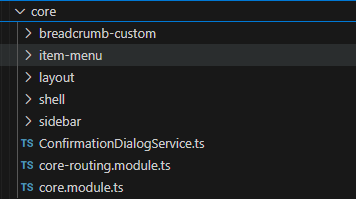 core
breadcrumb-custom
item-menu
layout
shell
sidebar
TS ConfirmationDialogService.ts
TS core-routing.module.ts
TS core.module.ts